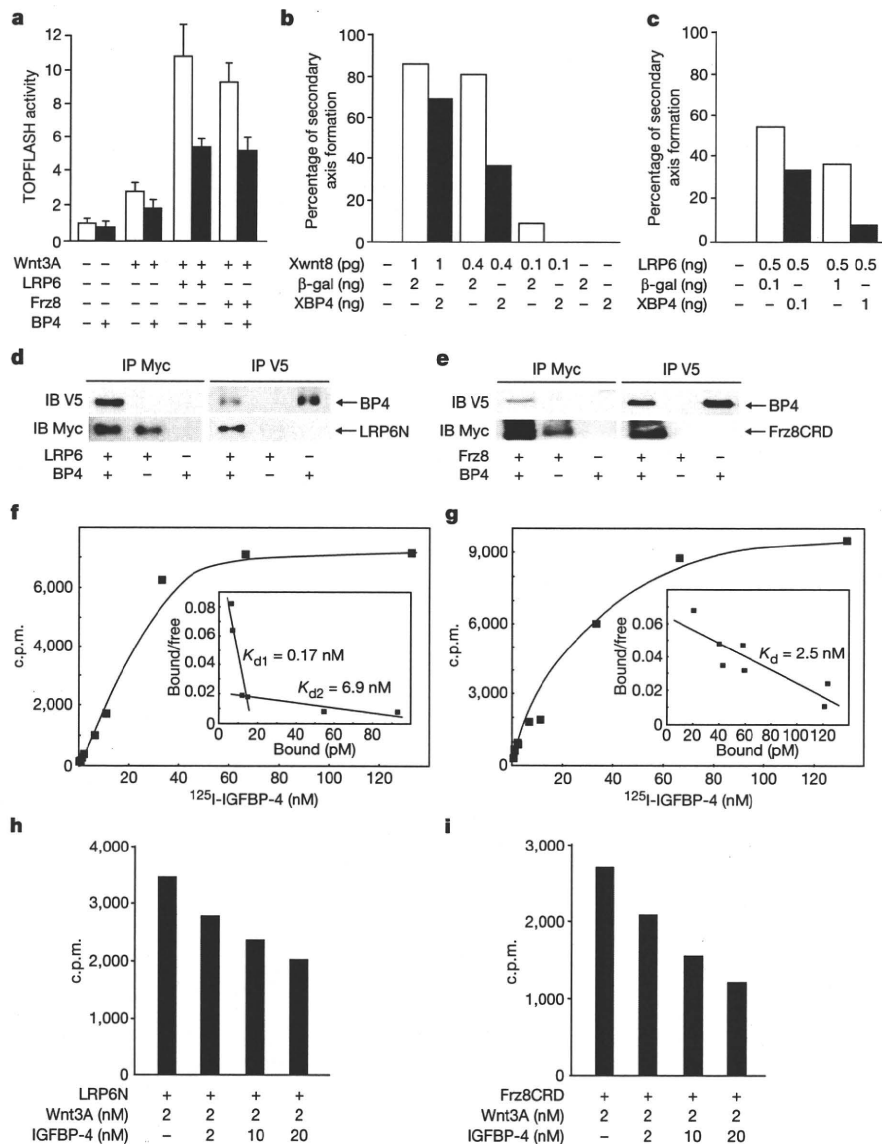 a
TOPFLASH activity
12
10
8
6
4
2
0
Wnt3A – – + + + + + +
LRP6 + +
Frz8 + +
BP4 – + – + – + – +
b
Percentage of secondary
axis formation
100
80
60
40
20
0
Xwnt8 (pg) – 1 1 0.4 0.4 0.1 0.1 – –
β-gal (ng) – 2 2 2 2
XBP4 (ng) – 2 2 2 2
c
Percentage of secondary
axis formation
100
80
60
40
20
0
LRP6 (ng) – 0.5 0.5 0.5 0.5
β-gal (ng) – 0.1 1
XBP4 (ng) – 0.1 1
d
IP Myc IP V5
IB V5 ←BP4
IB Myc ←LRP6N
LRP6 + + – + + –
BP4 + – + + – +
e
IP Myc IP V5
IB V5 ←BP4
IB Myc ←Frz8CRD
Frz8 + + – + + –
BP4 + – + + – +
f
c.p.m.
6,000
4,000
2,000
0
20 40 60 80 100 120
¹²⁵I-IGFBP-4 (nM)
Bound/free
0.08
0.06
0.04
0.02
0
0 20 40 60 80
Bound (pM)
Kd1 = 0.17 nM
Kd2 = 6.9 nM
g
c.p.m.
9,000
6,000
3,000
0
20 40 60 80 100 120
¹²⁵I-IGFBP-4 (nM)
Bound/free
0.06
0.04
0.02
0
0 20 40 60 80 100 120
Bound (pM)
Kd = 2.5 nM
h
c.p.m.
4,000
3,000
2,000
1,000
0
LRP6N + + + +
Wnt3A (nM) 2 2 2 2
IGFBP-4 (nM) – 2 10 20
i
c.p.m.
3,000
2,000
1,000
0
Frz8CRD + + + +
Wnt3A (nM) 2 2 2 2
IGFBP-4 (nM) – 2 10 20